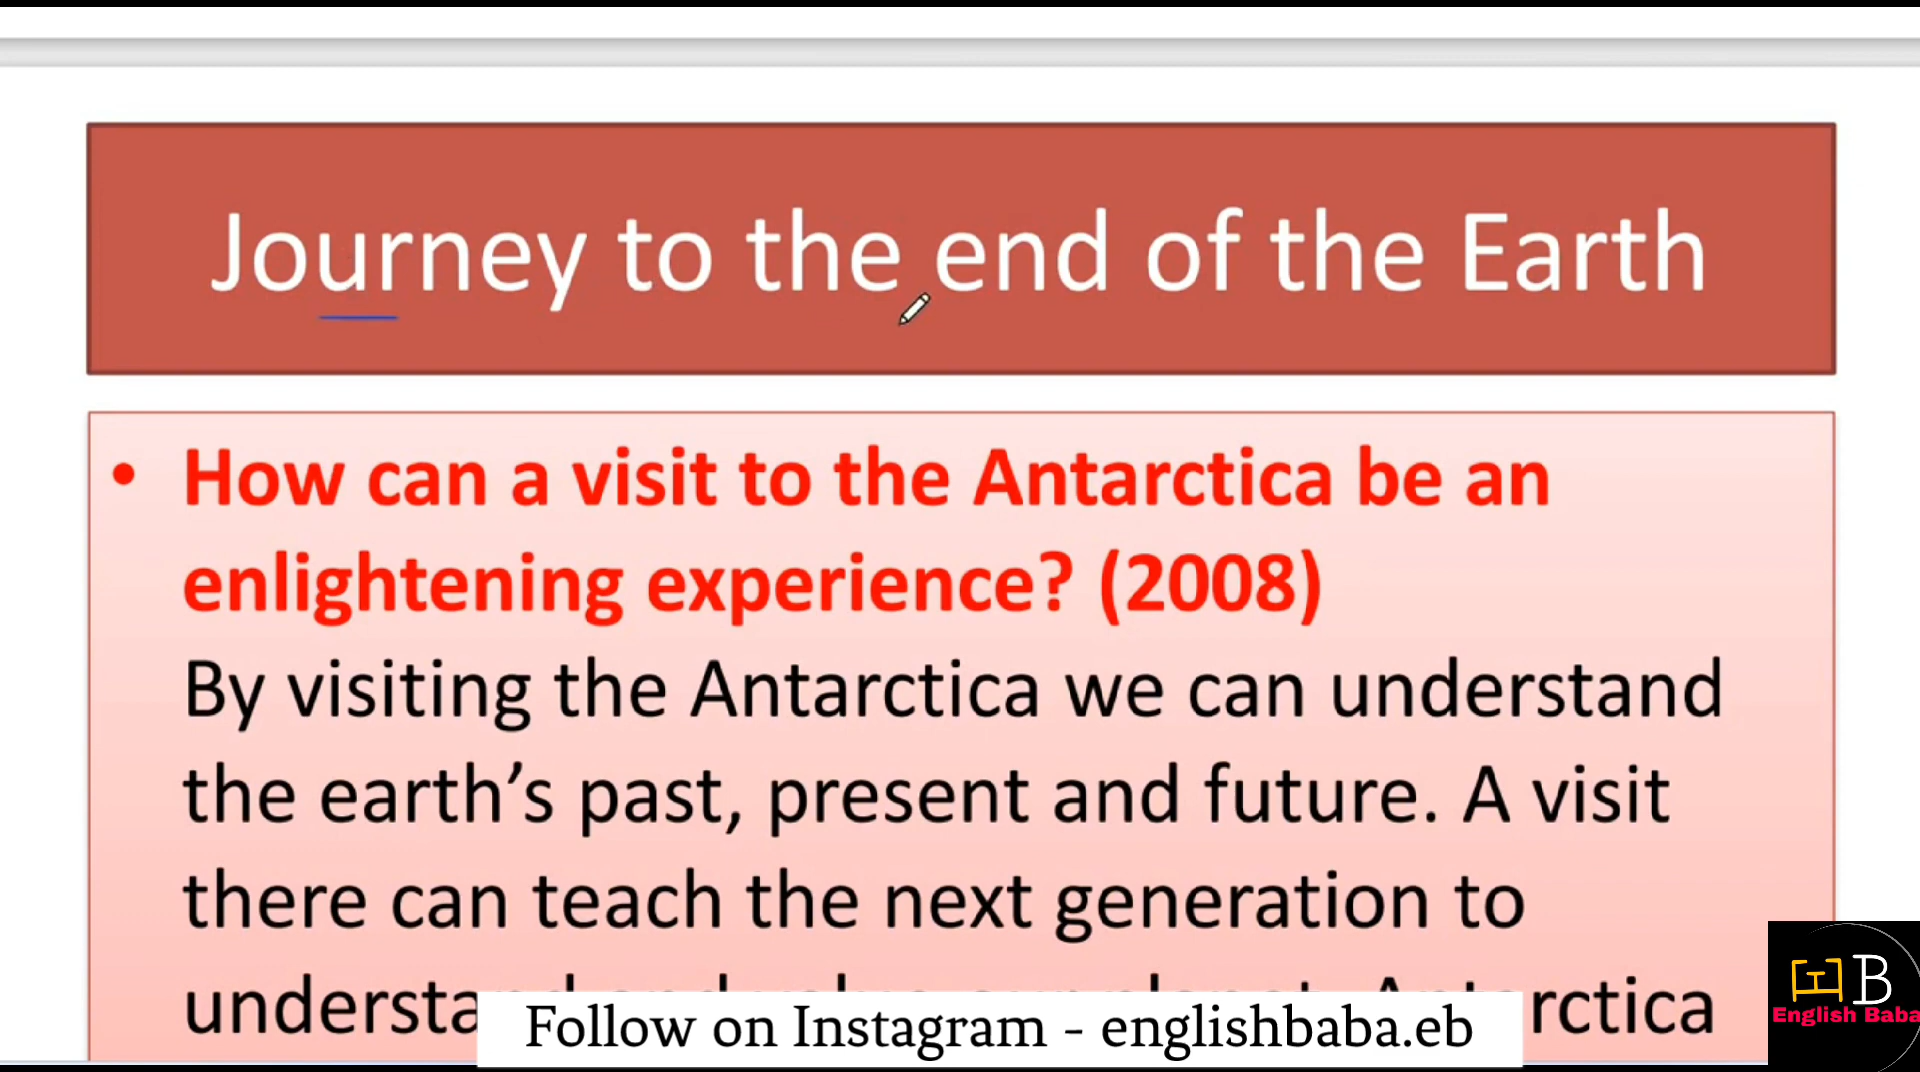 Journey to the end of the Earth
• How can a visit to the Antarctica be an
enlightening experience? (2008)
By visiting the Antarctica we can understand
the earth’s past, present and future. A visit
there can teach the next generation to
rctica
Follow on Instagram - englishbaba.eb
EB
English Baba